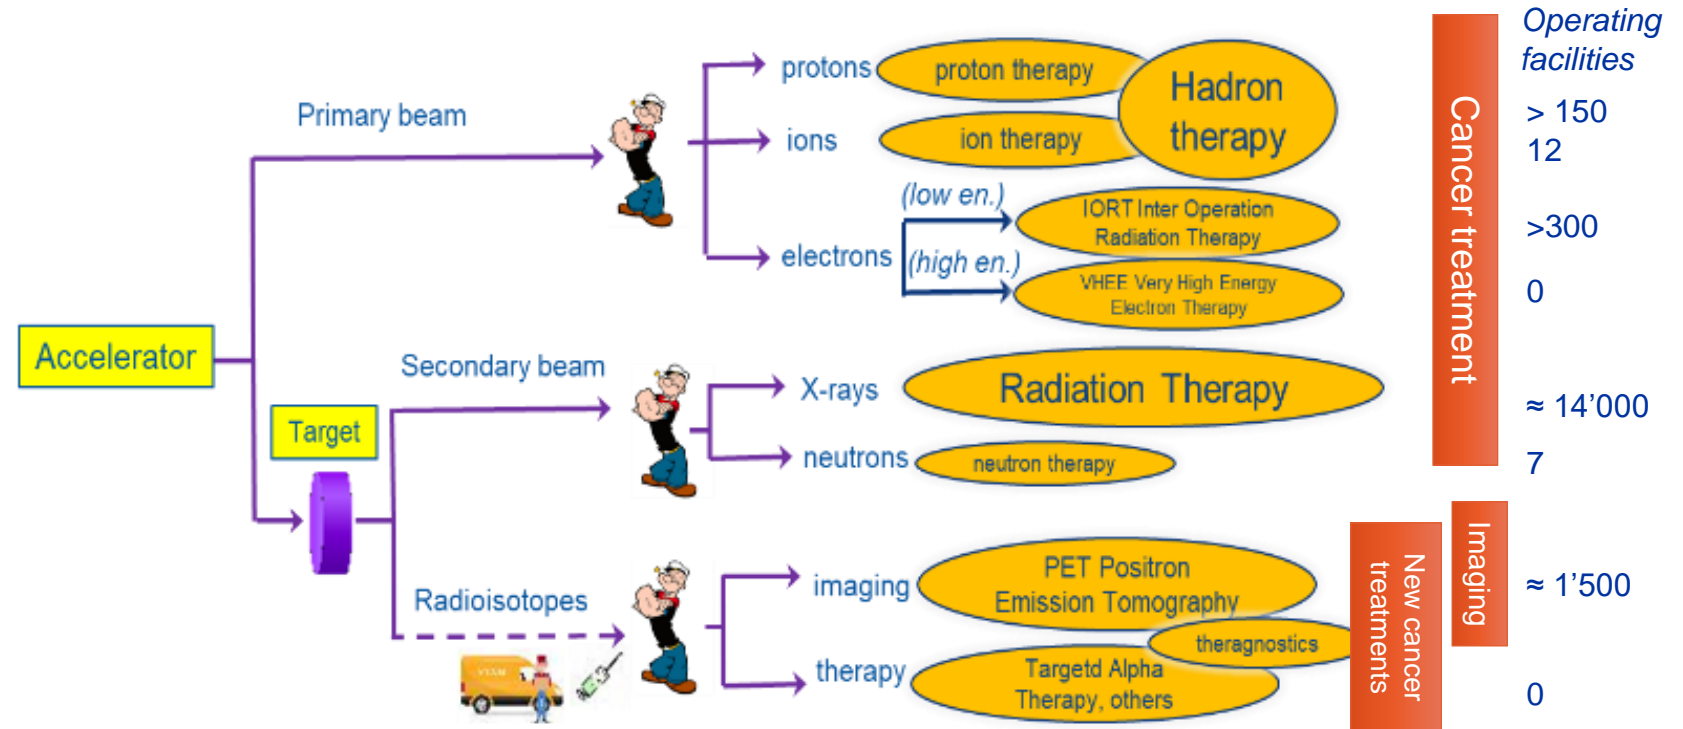 Operating
facilities
Primary beam
protons
proton therapy
Hadron
therapy
> 150
ions
ion therapy
12
electrons
(low en.)
IORT Inter Operation
Radiation Therapy
>300
(high en.)
VHEE Very High Energy
Electron Therapy
0
Cancer treatment
Accelerator
Target
Secondary beam
X-rays
Radiation Therapy
≈ 14’000
neutrons
neutron therapy
7
Radioisotopes
imaging
PET Positron
Emission Tomography
≈ 1’500
theragnostics
therapy
Targetd Alpha
Therapy, others
0
Imaging
New cancer
treatments